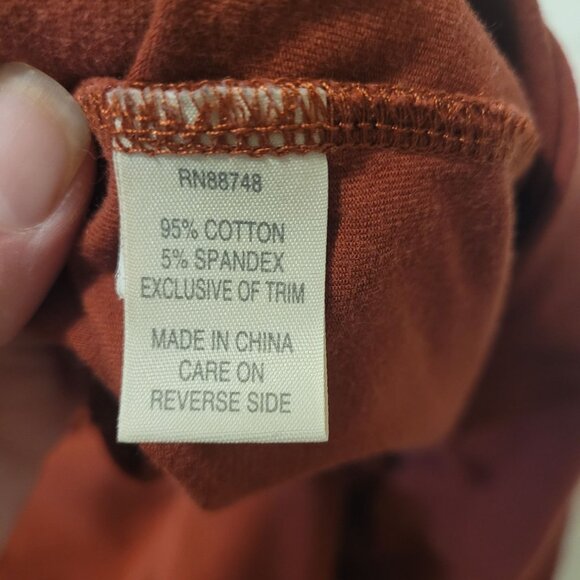 RN88748
95% COTTON
5% SPANDEX
EXCLUSIVE OF TRIM
MADE IN CHINA
CARE ON
REVERSE SIDE